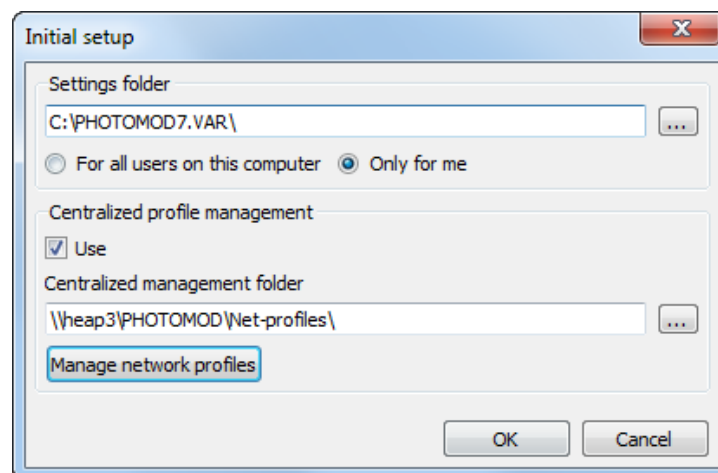 Initial setup
Settings folder
C:\PHOTOMOD7.VAR\
...
For all users on this computer Only for me
Centralized profile management
Use
Centralized management folder
\\heap3\PHOTOMOD\Net-profiles\
...
Manage network profiles
OK Cancel